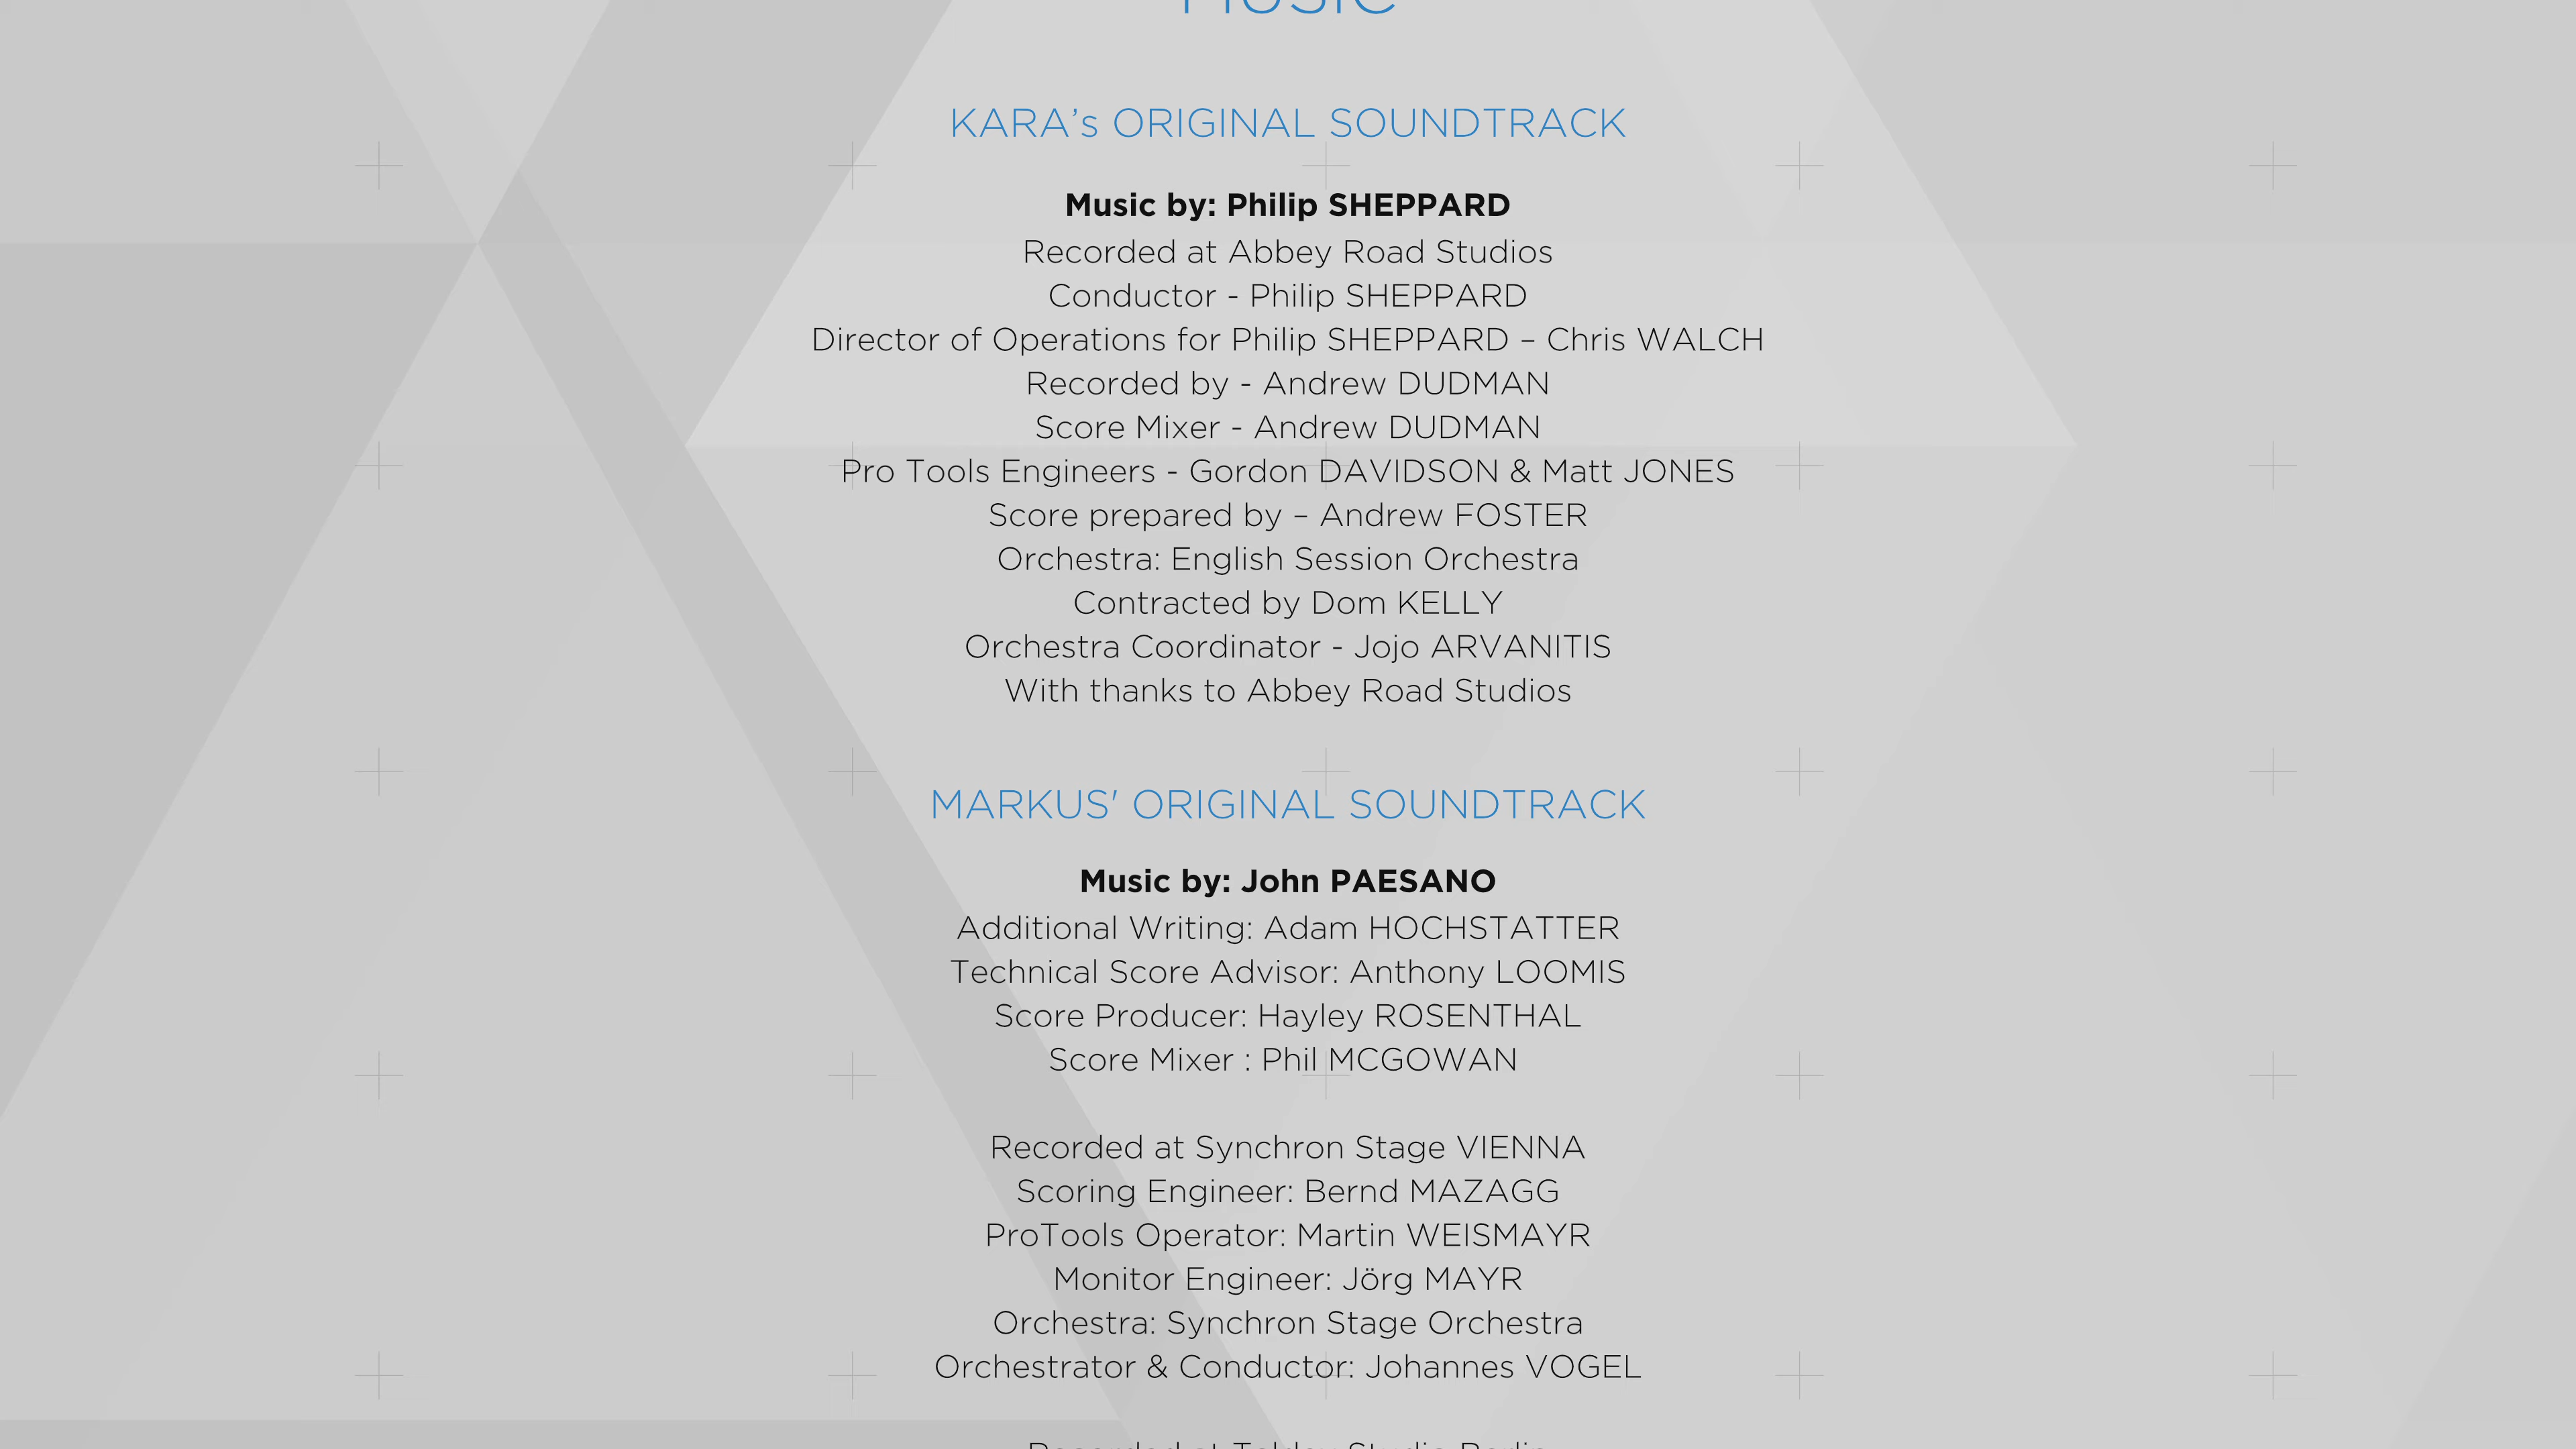 Music
KARA’s ORIGINAL SOUNDTRACK
Music by: Philip SHEPPARD
Recorded at Abbey Road Studios
Conductor - Philip SHEPPARD
Director of Operations for Philip SHEPPARD – Chris WALCH
Recorded by - Andrew DUDMAN
Score Mixer - Andrew DUDMAN
Pro Tools Engineers - Gordon DAVIDSON & Matt JONES
Score prepared by – Andrew FOSTER
Orchestra: English Session Orchestra
Contracted by Dom KELLY
Orchestra Coordinator - Jojo ARVANITIS
With thanks to Abbey Road Studios
MARKUS' ORIGINAL SOUNDTRACK
Music by: John PAESANO
Additional Writing: Adam HOCHSTATTER
Technical Score Advisor: Anthony LOOMIS
Score Producer: Hayley ROSENTHAL
Score Mixer : Phil MCGOWAN
Recorded at Synchron Stage VIENNA
Scoring Engineer: Bernd MAZAGG
ProTools Operator: Martin WEISMAYR
Monitor Engineer: Jörg MAYR
Orchestra: Synchron Stage Orchestra
Orchestrator & Conductor: Johannes VOGEL
Recorded at